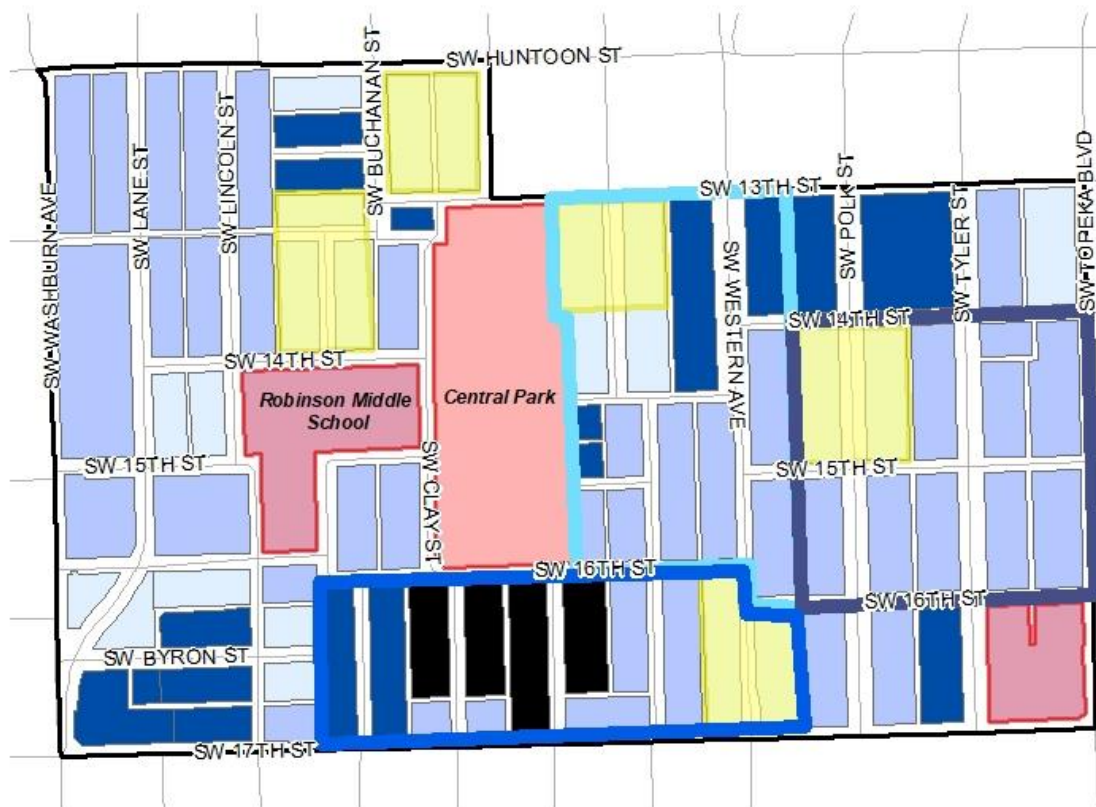 SW HUNTOON ST
SW BUCHANAN ST
SW LINCOLN ST
SW LANE ST
SW WASHBURN AVE
SW 13TH ST
SW POLK ST
SW TYLER ST
SW TOPEKA BLVD
SW WESTERN AVE
SW 14TH ST
SW 14TH ST
Robinson Middle
School
Central Park
SW 15TH ST
SW 15TH ST
SW CLAY ST
SW 16TH ST
SW 16TH ST
SW BYRON ST
SW 17TH ST